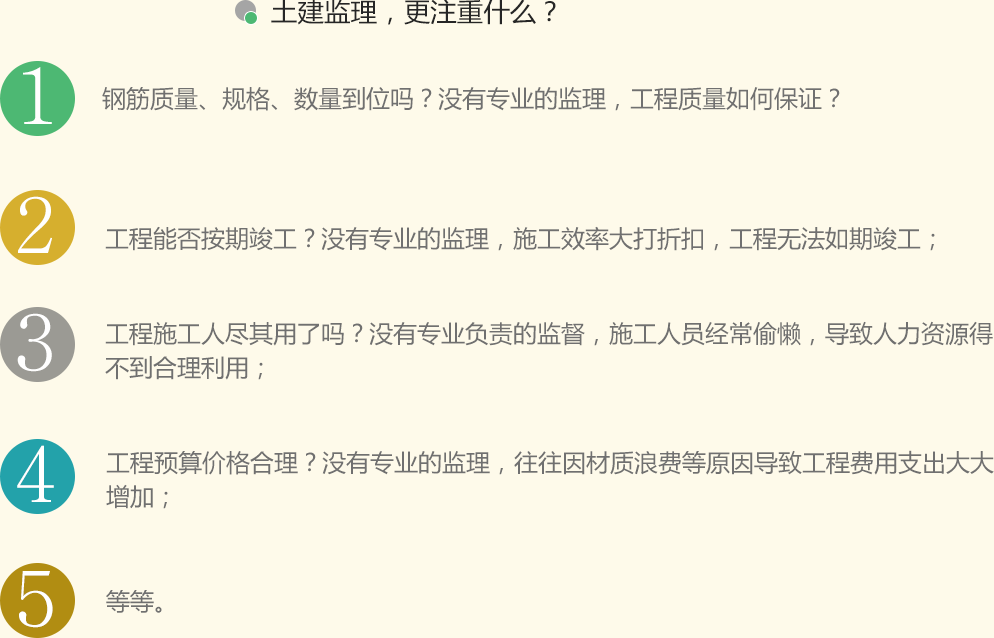 土建监理，更注重什么？
1
钢筋质量、规格、数量到位吗？没有专业的监理，工程质量如何保证？
2
工程能否按期竣工？没有专业的监理，施工效率大打折扣，工程无法如期竣工；
3
工程施工人尽其用了吗？没有专业负责的监督，施工人员经常偷懒，导致人力资源得
不到合理利用；
4
工程预算价格合理？没有专业的监理，往往因材质浪费等原因导致工程费用支出大大
增加；
5
等等。